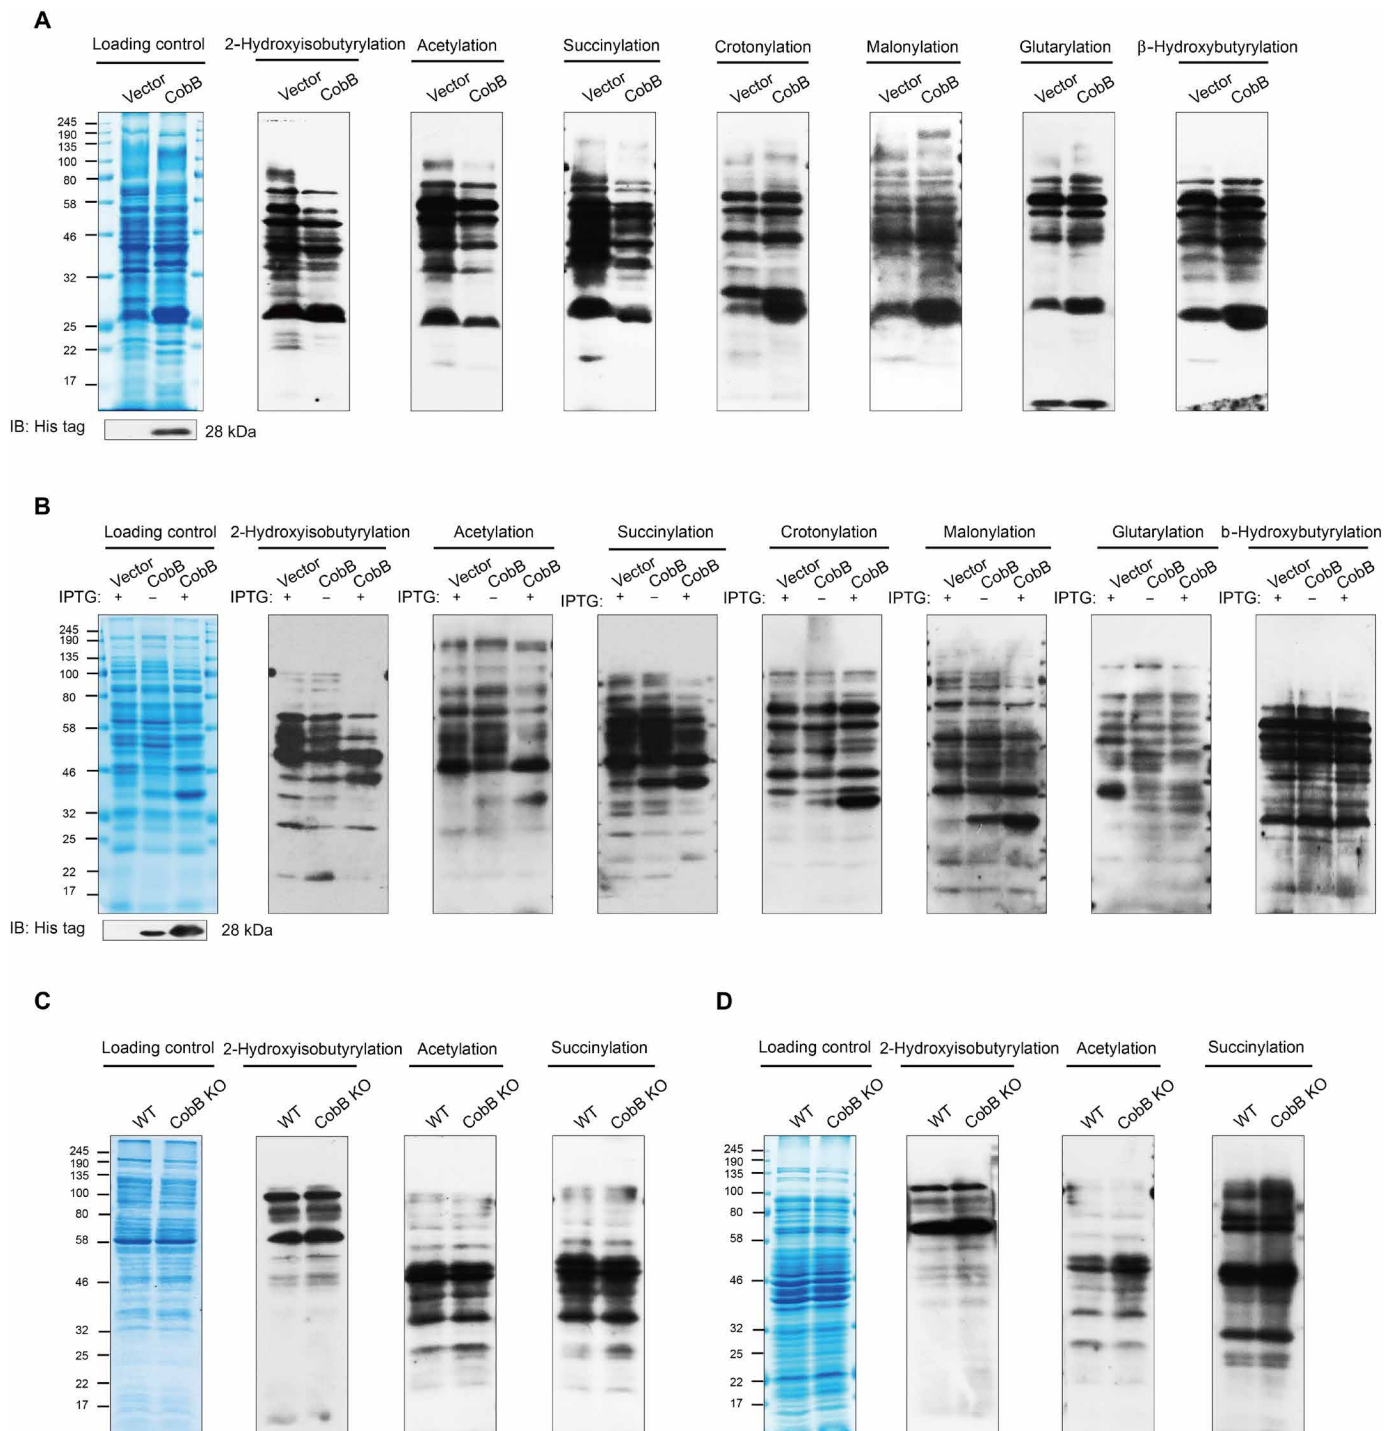 A
Loading control 2-Hydroxyisobutyrylation Acetylation Succinylation Crotonylation Malonylation Glutarylation β-Hydroxybutyrylation
Vector CobB Vector CobB Vector CobB Vector CobB Vector CobB Vector CobB Vector CobB Vector CobB
245
190
135
100
80
58
46
32
25
22
17
IB: His tag 28 kDa
B
Loading control 2-Hydroxyisobutyrylation Acetylation Succinylation Crotonylation Malonylation Glutarylation b-Hydroxybutyrylation
Vector CobB CobB Vector CobB CobB Vector CobB CobB Vector CobB CobB Vector CobB CobB Vector CobB CobB Vector CobB CobB Vector CobB CobB
IPTG: + − + IPTG: + − + IPTG: + − + IPTG: + − + IPTG: + − + IPTG: + − + IPTG: + − + IPTG: + − +
245
190
135
100
80
58
46
32
25
22
17
IB: His tag 28 kDa
C
Loading control 2-Hydroxyisobutyrylation Acetylation Succinylation
WT CobB KO WT CobB KO WT CobB KO WT CobB KO
245
190
135
100
80
58
46
32
25
22
17
D
Loading control 2-Hydroxyisobutyrylation Acetylation Succinylation
WT CobB KO WT CobB KO WT CobB KO WT CobB KO
245
190
135
100
80
58
46
32
25
22
17